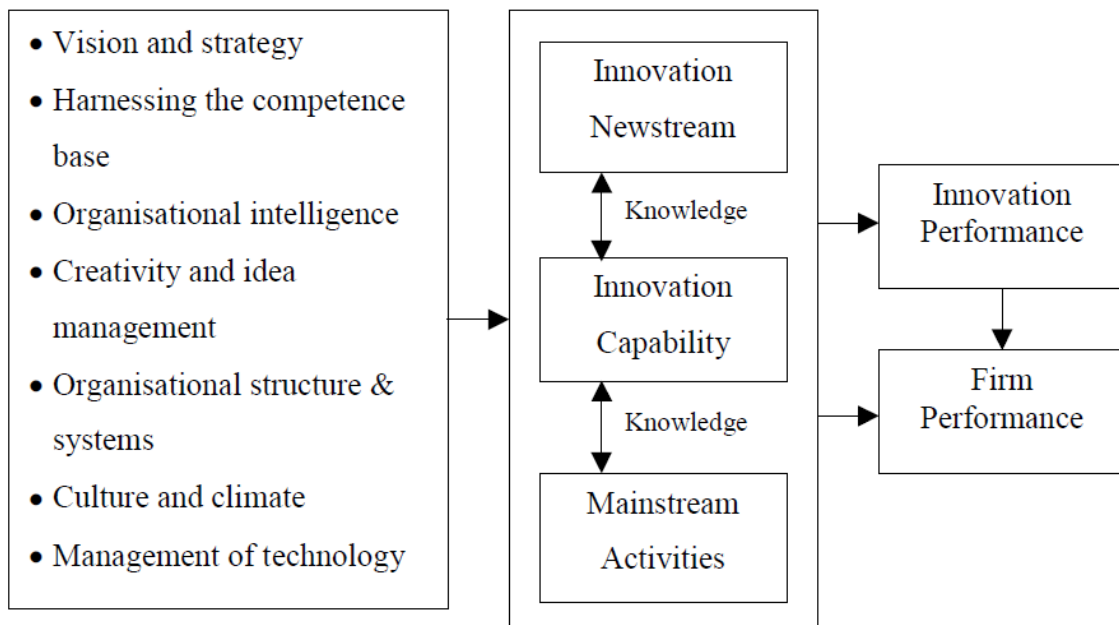 • Vision and strategy
• Harnessing the competence
base
• Organisational intelligence
• Creativity and idea
management
• Organisational structure &
systems
• Culture and climate
• Management of technology
Innovation
Newstream
Knowledge
Innovation
Capability
Knowledge
Mainstream
Activities
Innovation
Performance
Firm
Performance